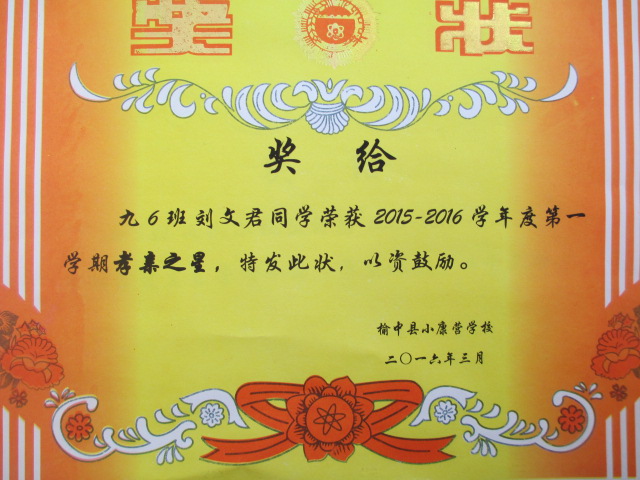 奖状
奖给
九6班刘文君同学荣获2015-2016学年度第一
学期孝亲之星，特发此状，以资鼓励。
榆中县小康营学校
二〇一六年三月